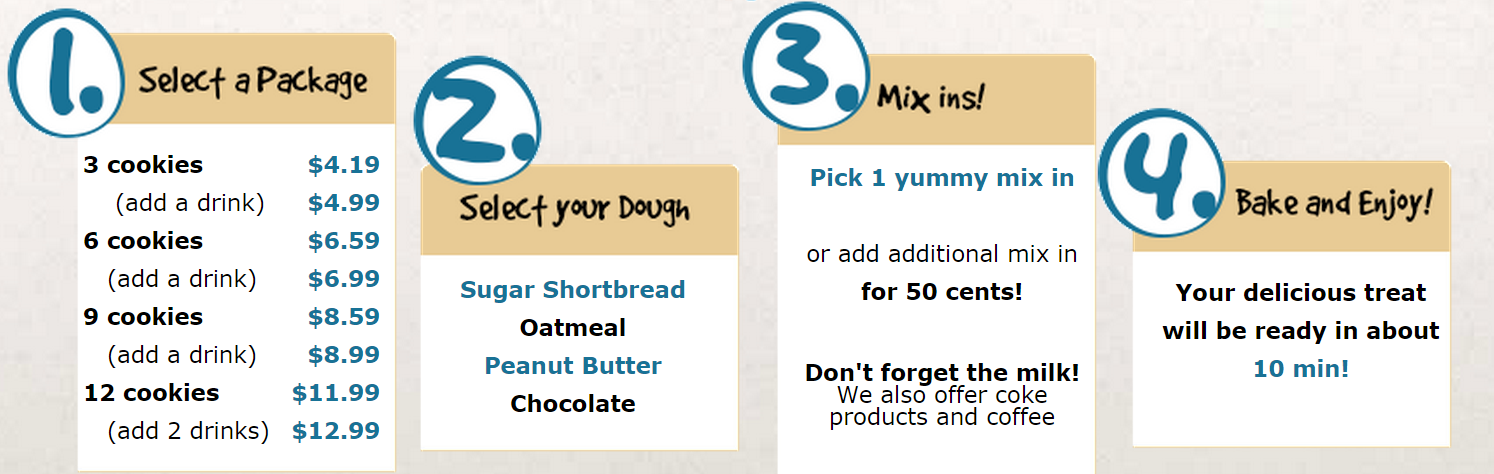 1.
Select a Package
3 cookies $4.19
(add a drink) $4.99
6 cookies $6.59
(add a drink) $6.99
9 cookies $8.59
(add a drink) $8.99
12 cookies $11.99
(add 2 drinks) $12.99
2.
Select your Dough
Sugar Shortbread
Oatmeal
Peanut Butter
Chocolate
3.
Mix ins!
Pick 1 yummy mix in
or add additional mix in
for 50 cents!
Don't forget the milk!
We also offer coke
products and coffee
4.
Bake and Enjoy!
Your delicious treat
will be ready in about
10 min!